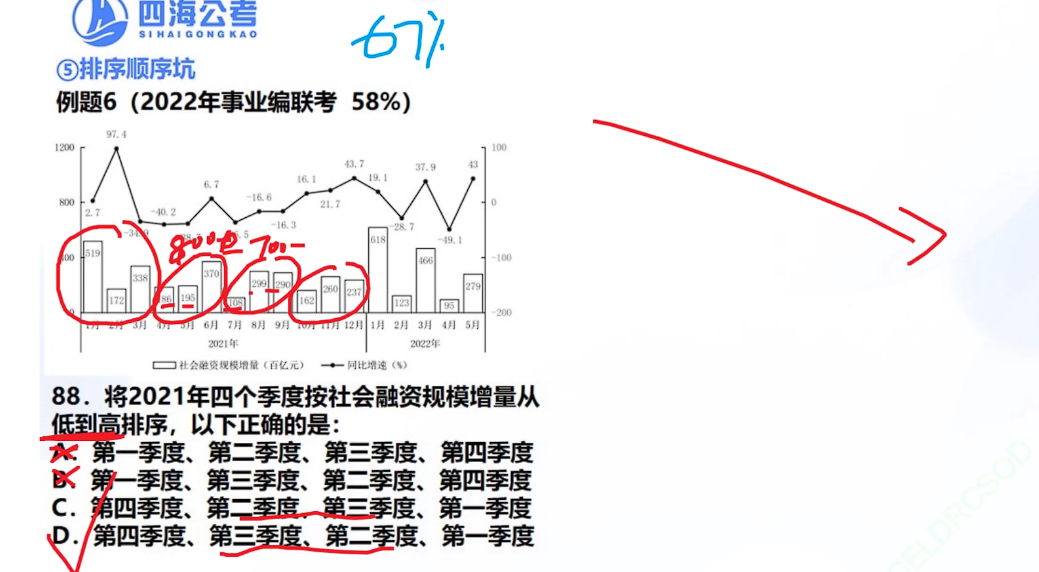 四海公考
SIHAIGONGKAO
67%
⑤排序顺序坑
例题6（2022年事业编联考 58%）
97.4
1200
100
43.7
37.9
43
16.1
19.1
6.7
-16.6
800
0
2.7
-40.2
21.7
-34.9
-16.3
-28.7
-49.1
800多 700多
519
618
370
466
400
-100
338
299
290
279
260
237
172
186
195
162
123
108
95
0
-200
1月 2月 3月 4月 5月 6月 7月 8月 9月 10月 11月 12月 1月 2月 3月 4月 5月
2021年 2022年
社会融资规模增量（百亿元） 同比增速（%）
88．将2021年四个季度按社会融资规模增量从
低到高排序，以下正确的是：
A．第一季度、第二季度、第三季度、第四季度
B．第一季度、第三季度、第二季度、第四季度
C．第四季度、第二季度、第三季度、第一季度
D．第四季度、第三季度、第二季度、第一季度